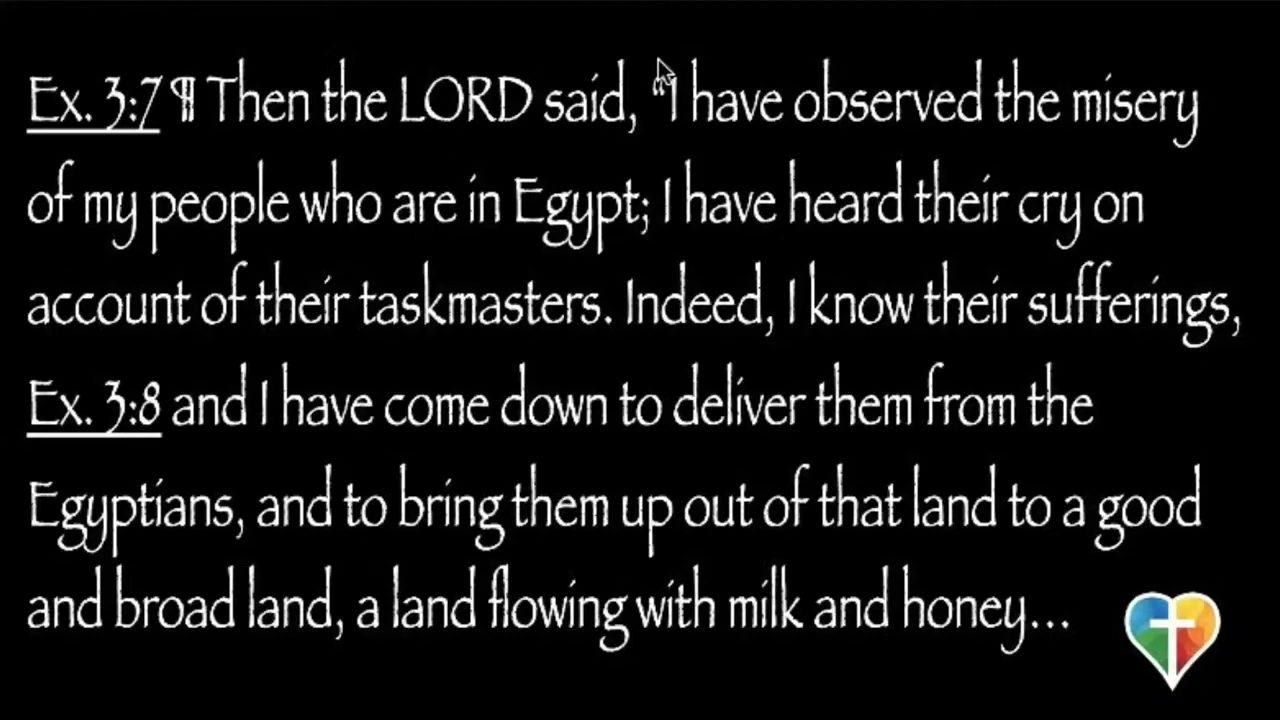 Ex. 3:7 ¶ Then the LORD said, “I have observed the misery
of my people who are in Egypt; I have heard their cry on
account of their taskmasters. Indeed, I know their sufferings,
Ex. 3:8 and I have come down to deliver them from the
Egyptians, and to bring them up out of that land to a good
and broad land, a land flowing with milk and honey…